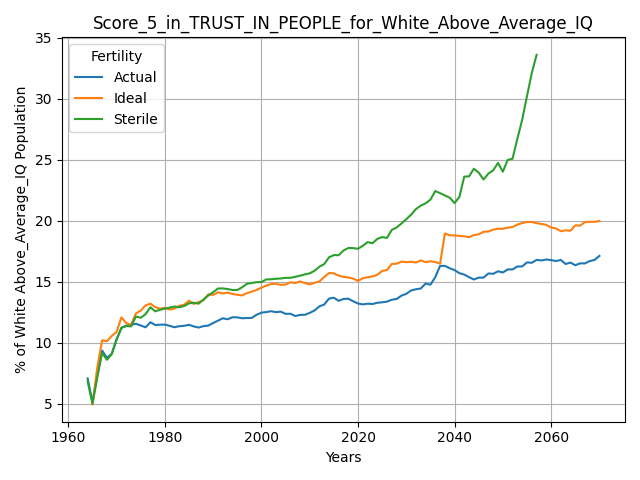 Score_5_in_TRUST_IN_PEOPLE_for_White_Above_Average_IQ
Fertility
Actual
Ideal
Sterile
% of White Above_Average_IQ Population
35
30
25
20
15
10
5
1960 1980 2000 2020 2040 2060
Years